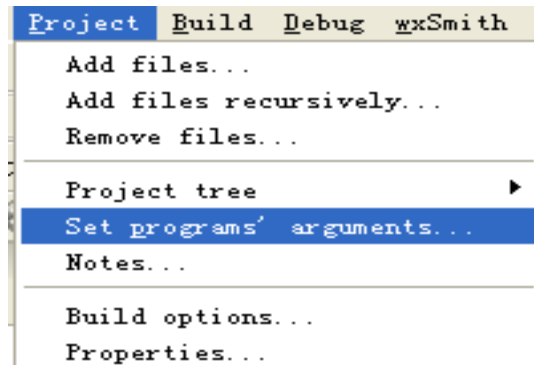 Project Build Debug wxSmith
Add files...
Add files recursively...
Remove files...
Project tree
Set programs' arguments...
Notes...
Build options...
Properties...